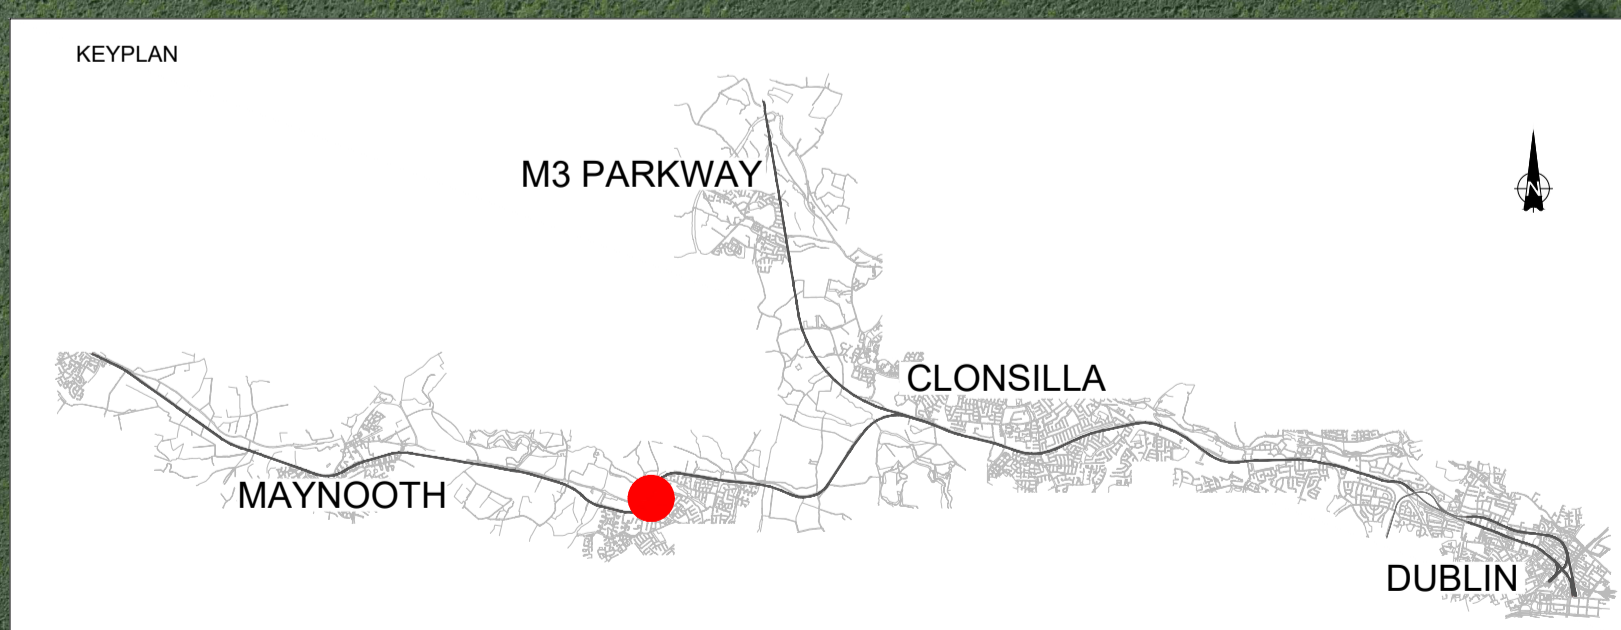 KEYPLAN
M3 PARKWAY
N
CLONSILLA
MAYNOOTH
DUBLIN